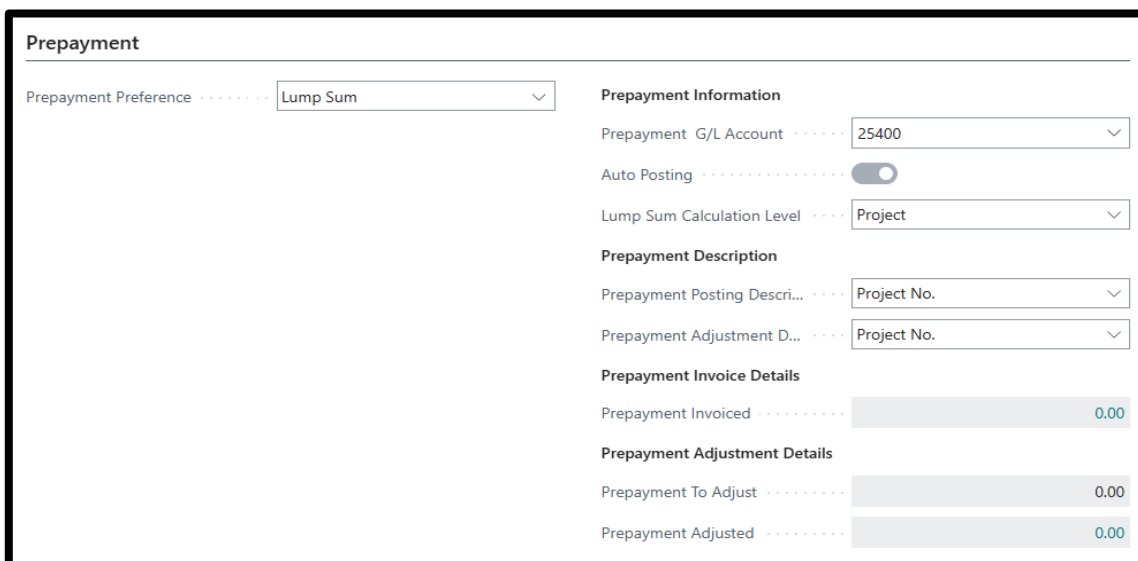 Prepayment
Prepayment Preference Lump Sum
Prepayment Information
Prepayment G/L Account 25400
Auto Posting
Lump Sum Calculation Level Project
Prepayment Description
Prepayment Posting Descri... Project No.
Prepayment Adjustment D... Project No.
Prepayment Invoice Details
Prepayment Invoiced 0.00
Prepayment Adjustment Details
Prepayment To Adjust 0.00
Prepayment Adjusted 0.00